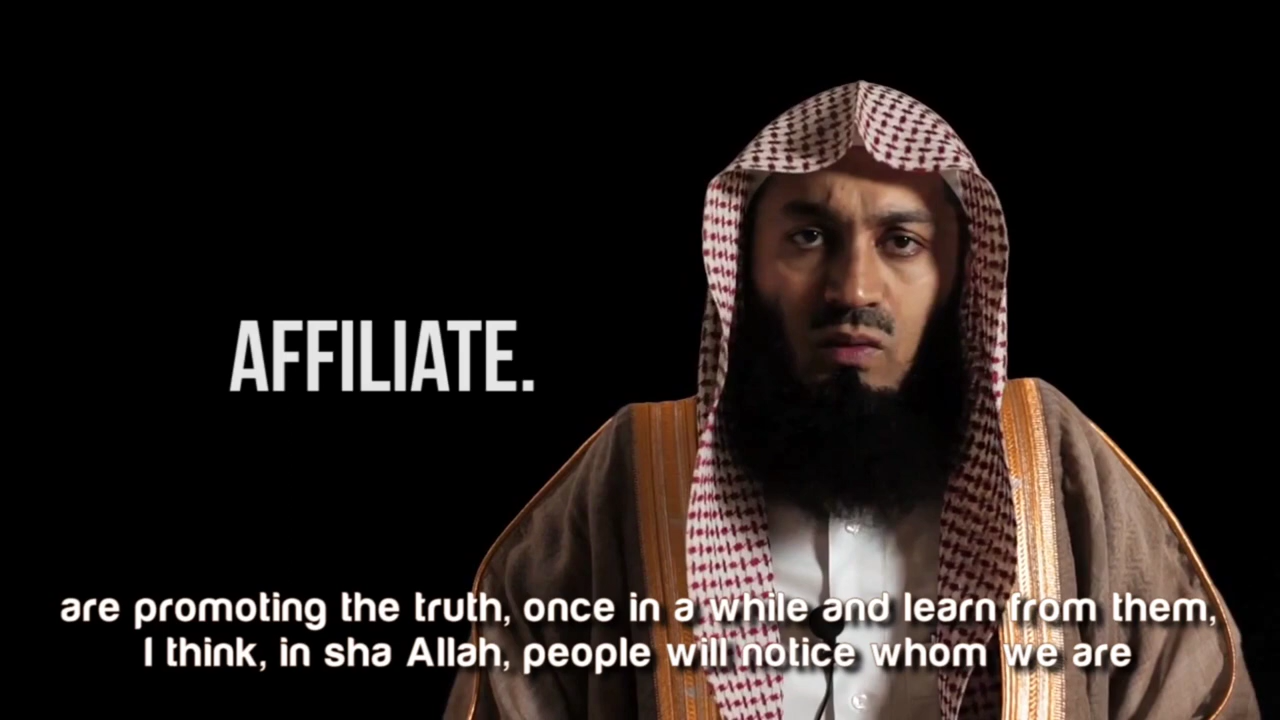 AFFILIATE.
are promoting the truth, once in a while and learn from them,
I think, in sha Allah, people will notice whom we are